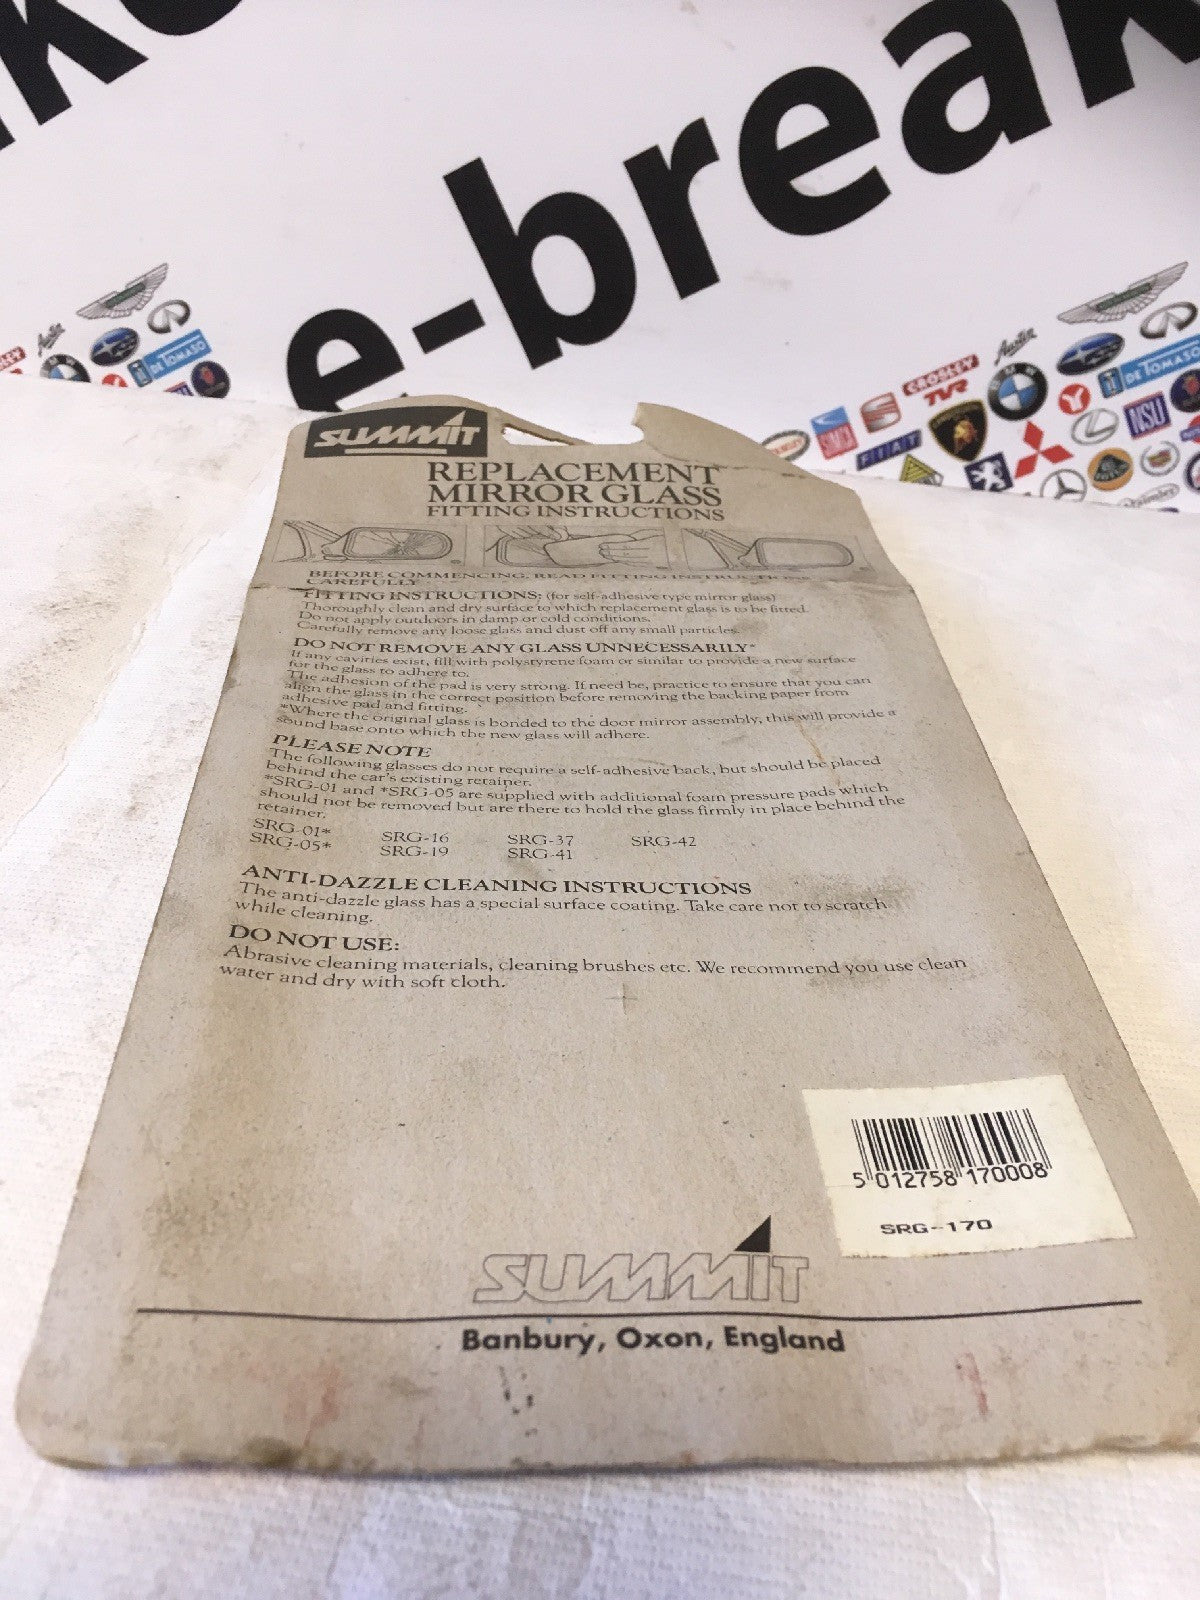 e-break
Austin
CROSLEY
TVR
DE TOMASO
DE TOMASO
SIMCA
FIAT
NSU
SUMMIT
REPLACEMENT
MIRROR GLASS
FITTING INSTRUCTIONS
BEFORE COMMENCING, READ FITTING INSTRUCTIONS
CAREFULLY
FITTING INSTRUCTIONS: (for self-adhesive type mirror glass)
Thoroughly clean and dry surface to which replacement glass is to be fitted.
Do not apply outdoors in damp or cold conditions.
Carefully remove any loose glass and dust off any small particles.
DO NOT REMOVE ANY GLASS UNNECESSARILY*
If any cavities exist, fill with polystyrene foam or similar to provide a new surface
for the glass to adhere to.
The adhesion of the pad is very strong. If need be, practice to ensure that you can
align the glass in the correct position before removing the backing paper from
adhesive pad and fitting.
*Where the original glass is bonded to the door mirror assembly, this will provide a
sound base onto which the new glass will adhere.
PLEASE NOTE
The following glasses do not require a self-adhesive back, but should be placed
behind the car's existing retainer.
*SRG-01 and *SRG-05 are supplied with additional foam pressure pads which
should not be removed but are there to hold the glass firmly in place behind the
retainer.
SRG-01* SRG-16 SRG-37 SRG-42
SRG-05* SRG-19 SRG-41
ANTI-DAZZLE CLEANING INSTRUCTIONS
The anti-dazzle glass has a special surface coating. Take care not to scratch
while cleaning.
DO NOT USE:
Abrasive cleaning materials, cleaning brushes etc. We recommend you use clean
water and dry with soft cloth.
5 012758 170008
SRG-170
SUMMIT
Banbury, Oxon, England